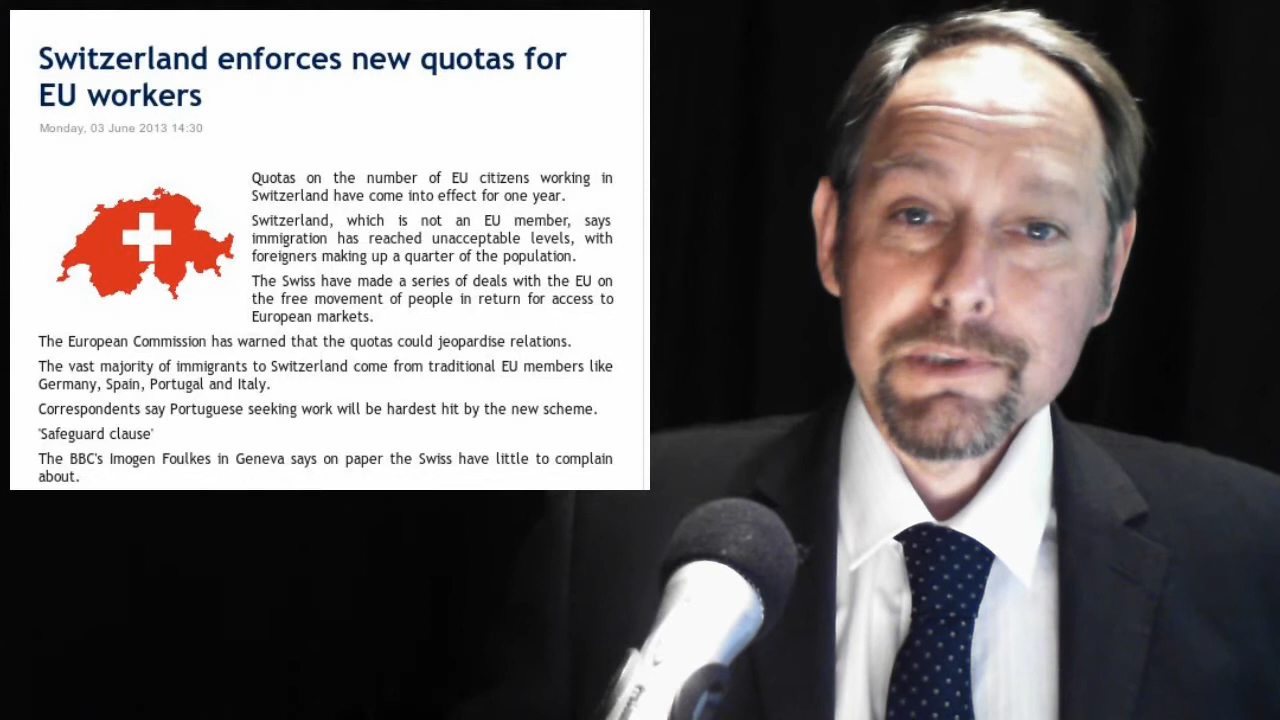 Switzerland enforces new quotas for
EU workers
Monday, 03 June 2013 14:30
Quotas on the number of EU citizens working in
Switzerland have come into effect for one year.
Switzerland, which is not an EU member, says
immigration has reached unacceptable levels, with
foreigners making up a quarter of the population.
The Swiss have made a series of deals with the EU on
the free movement of people in return for access to
European markets.
The European Commission has warned that the quotas could jeopardise relations.
The vast majority of immigrants to Switzerland come from traditional EU members like
Germany, Spain, Portugal and Italy.
Correspondents say Portuguese seeking work will be hardest hit by the new scheme.
'Safeguard clause'
The BBC's Imogen Foulkes in Geneva says on paper the Swiss have little to complain
about.